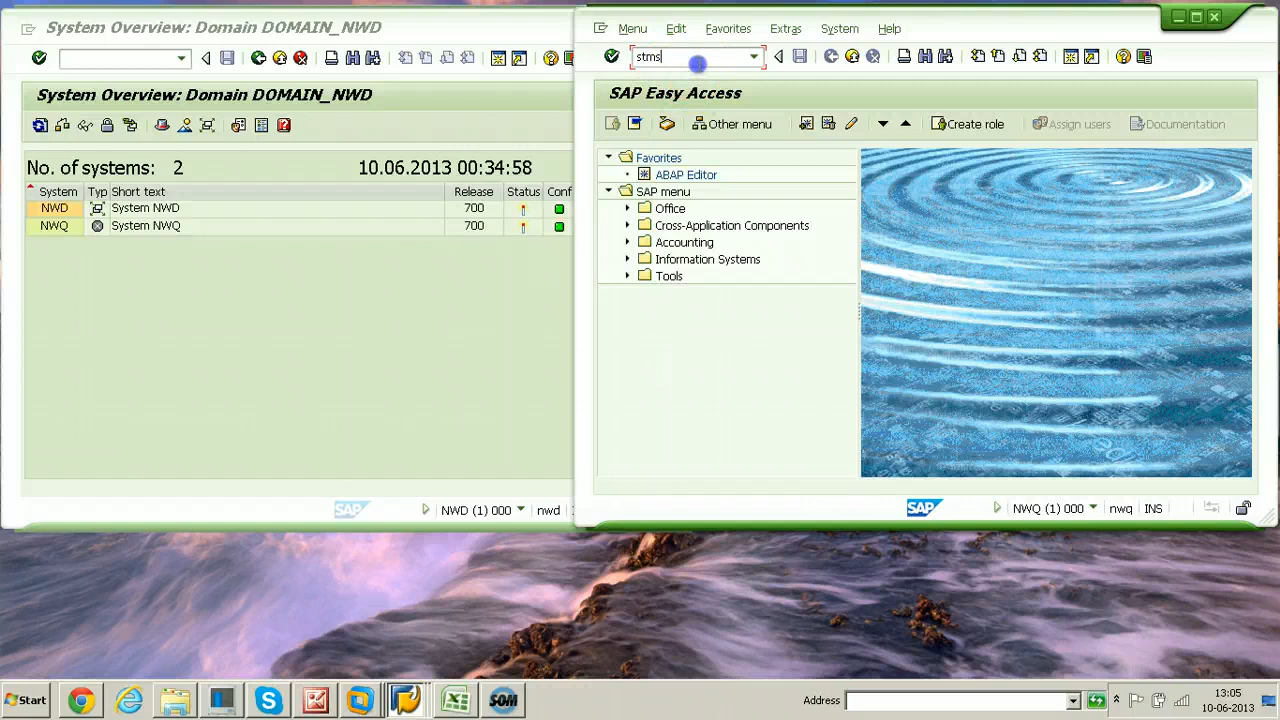 System Overview: Domain DOMAIN_NWD
System Overview: Domain DOMAIN_NWD
No. of systems: 2
10.06.2013 00:34:58
System Typ Short text Release Status Conf
NWD System NWD 700
NWQ System NWQ 700
SAP
NWD (1) 000 nwd
Menu Edit Favorites Extras System Help
stms
SAP Easy Access
Other menu Create role Assign users Documentation
Favorites
ABAP Editor
SAP menu
Office
Cross-Application Components
Accounting
Information Systems
Tools
SAP
NWQ (1) 000 nwq INS
Start
SOM
Address
13:05
10-06-2013